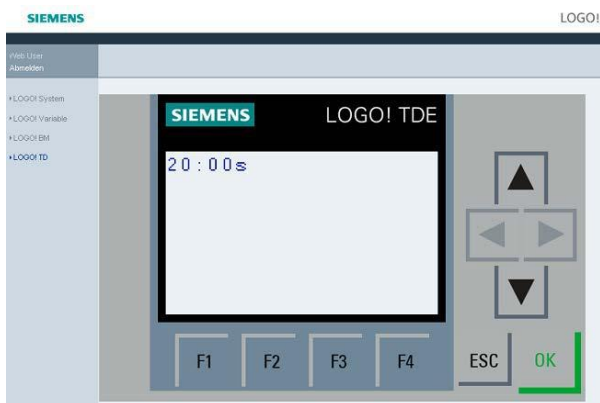 SIEMENS
LOGO!
Web User
Abmelden
LOGO! System
LOGO! Variable
LOGO! BM
LOGO! TD
SIEMENS
LOGO! TDE
20:00s
F1
F2
F3
F4
ESC
OK